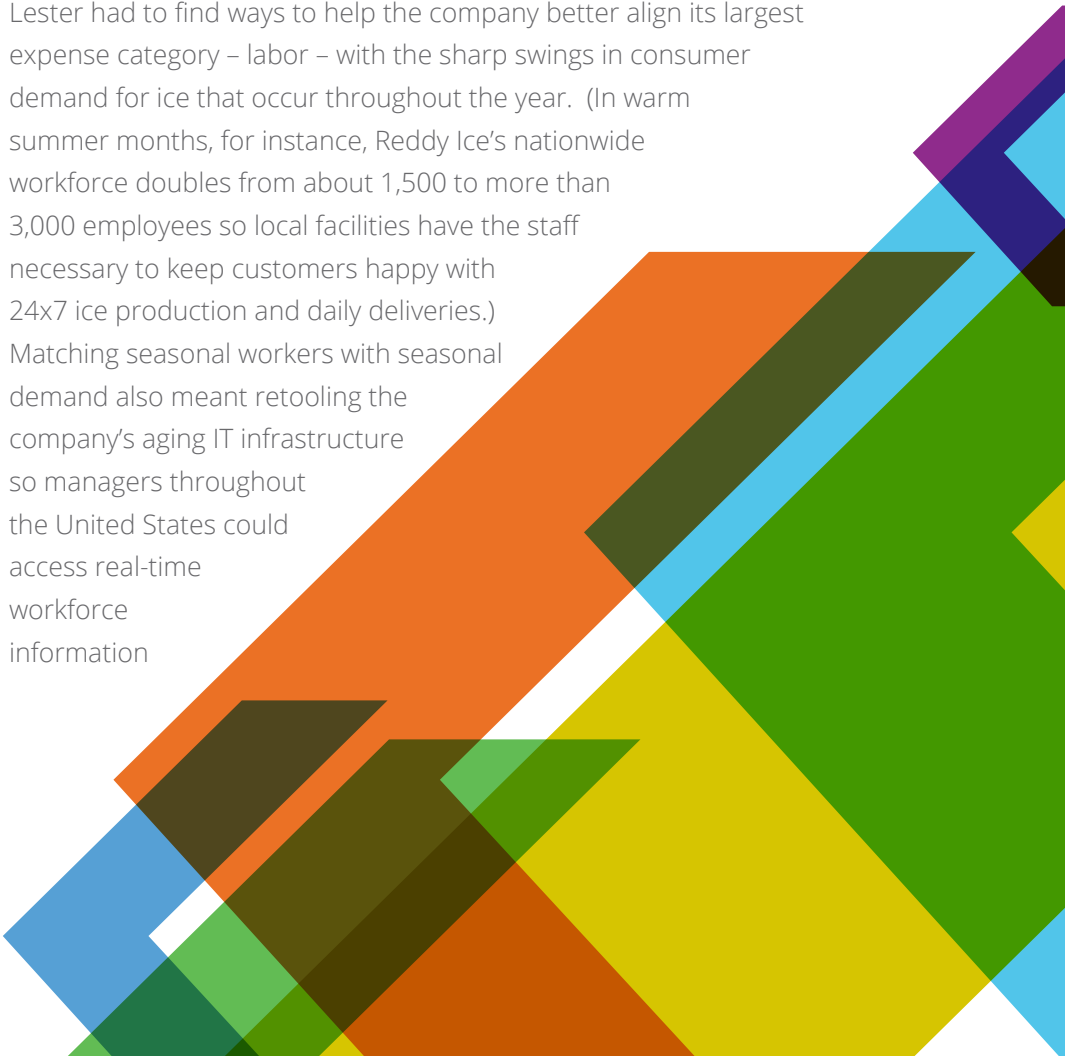 Lester had to find ways to help the company better align its largest
expense category – labor – with the sharp swings in consumer
demand for ice that occur throughout the year.  (In warm
summer months, for instance, Reddy Ice’s nationwide
workforce doubles from about 1,500 to more than
3,000 employees so local facilities have the staff
necessary to keep customers happy with
24x7 ice production and daily deliveries.)
Matching seasonal workers with seasonal
demand also meant retooling the
company’s aging IT infrastructure
so managers throughout
the United States could
access real-time
workforce
information